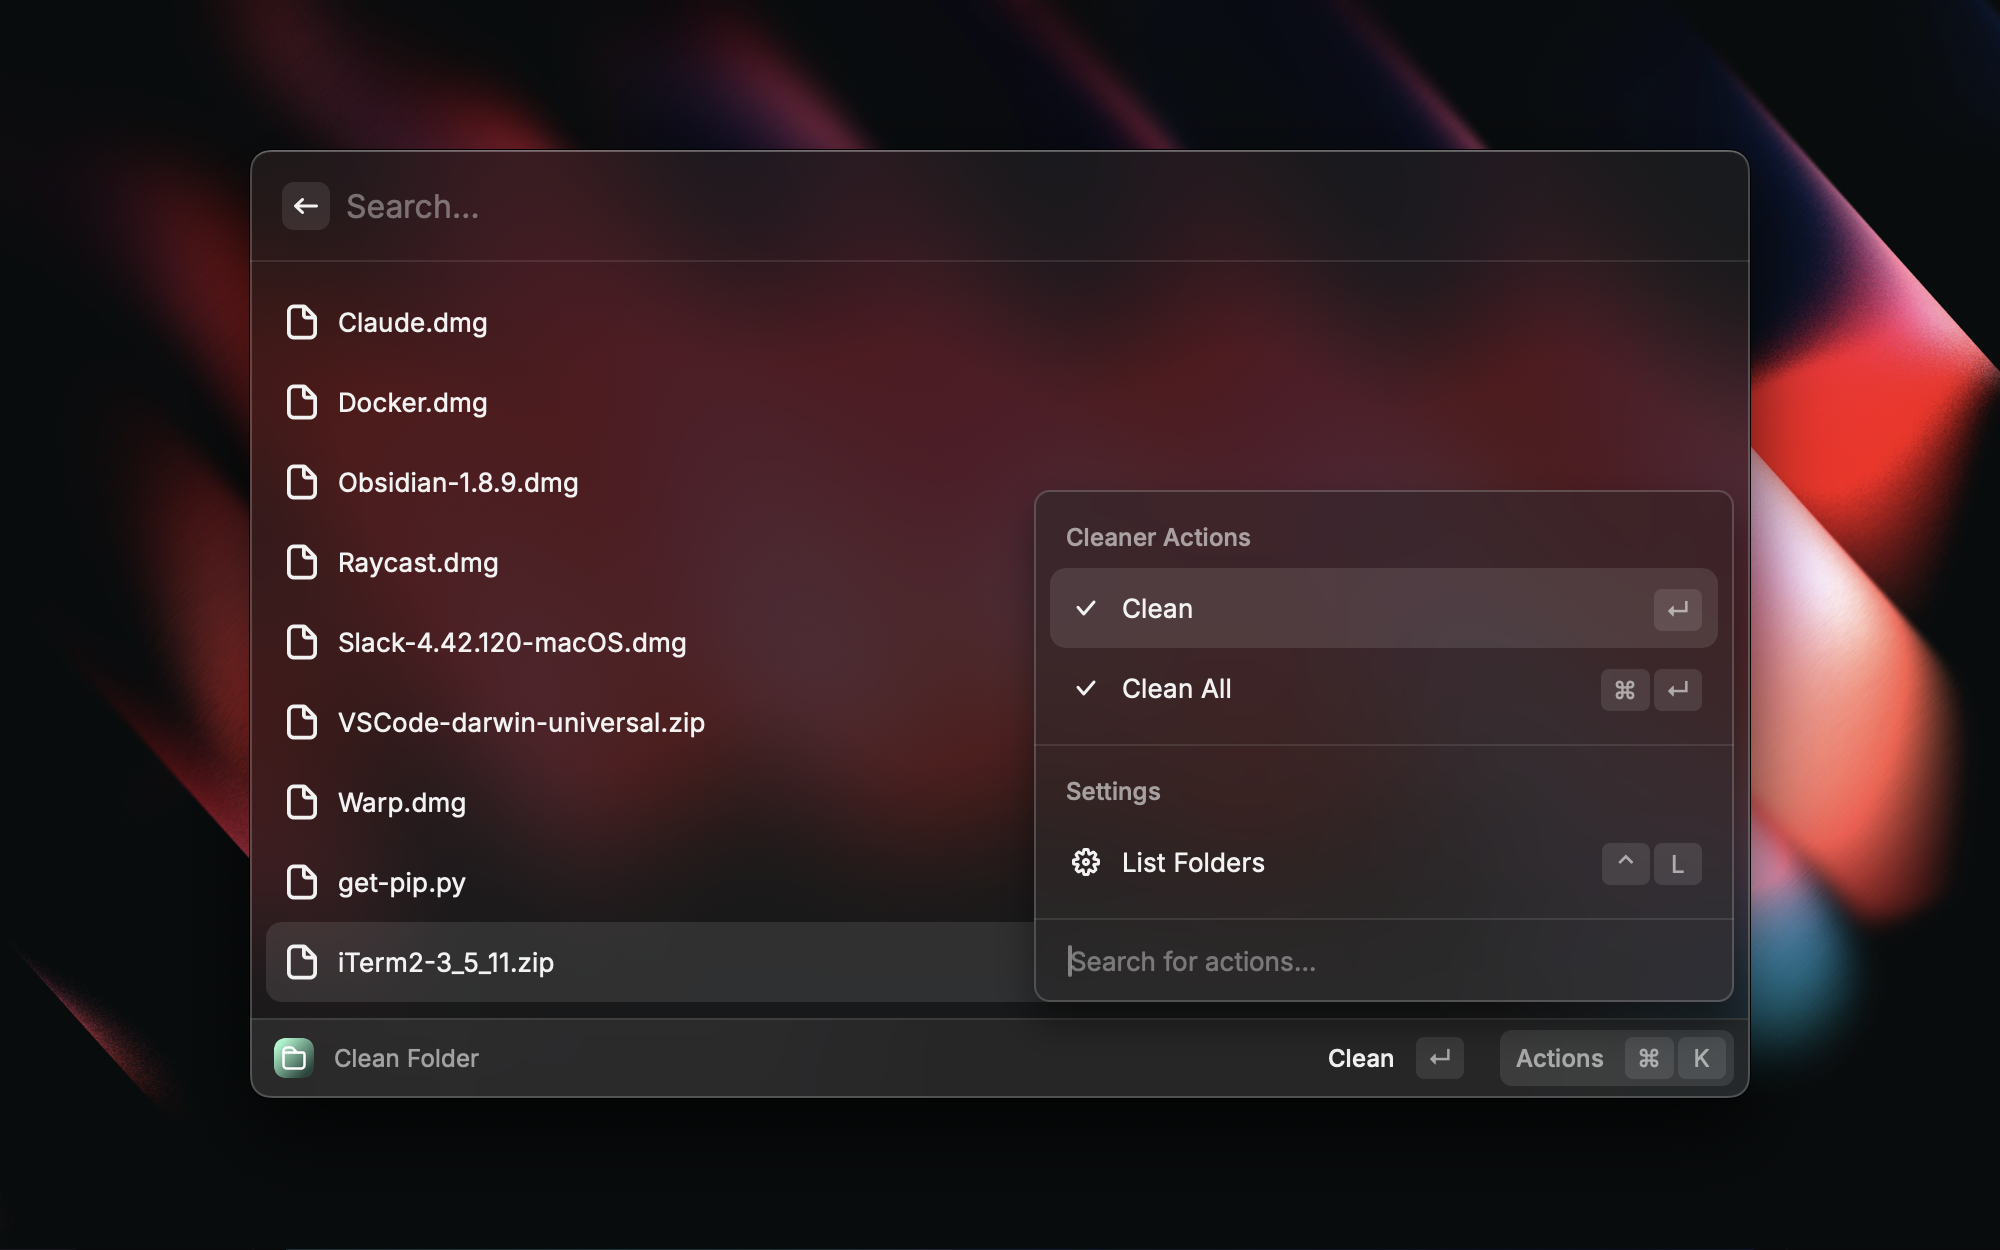 Search...
Claude.dmg
Docker.dmg
Obsidian-1.8.9.dmg
Raycast.dmg
Slack-4.42.120-macOS.dmg
VSCode-darwin-universal.zip
Warp.dmg
get-pip.py
iTerm2-3_5_11.zip
Cleaner Actions
Clean ↵
Clean All ⌘ ↵
Settings
List Folders ^ L
Search for actions...
Clean Folder
Clean ↵ Actions ⌘ K